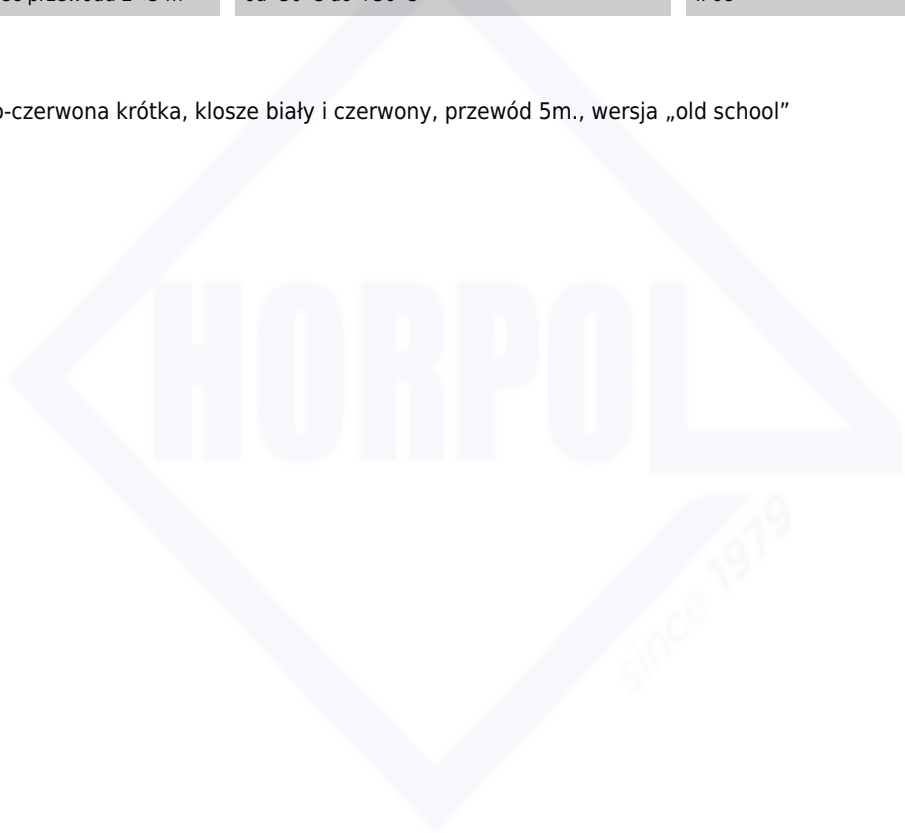 o-czerwona krótka, klosze biały i czerwony, przewód 5m., wersja „old school”
HORPOL
since 1979